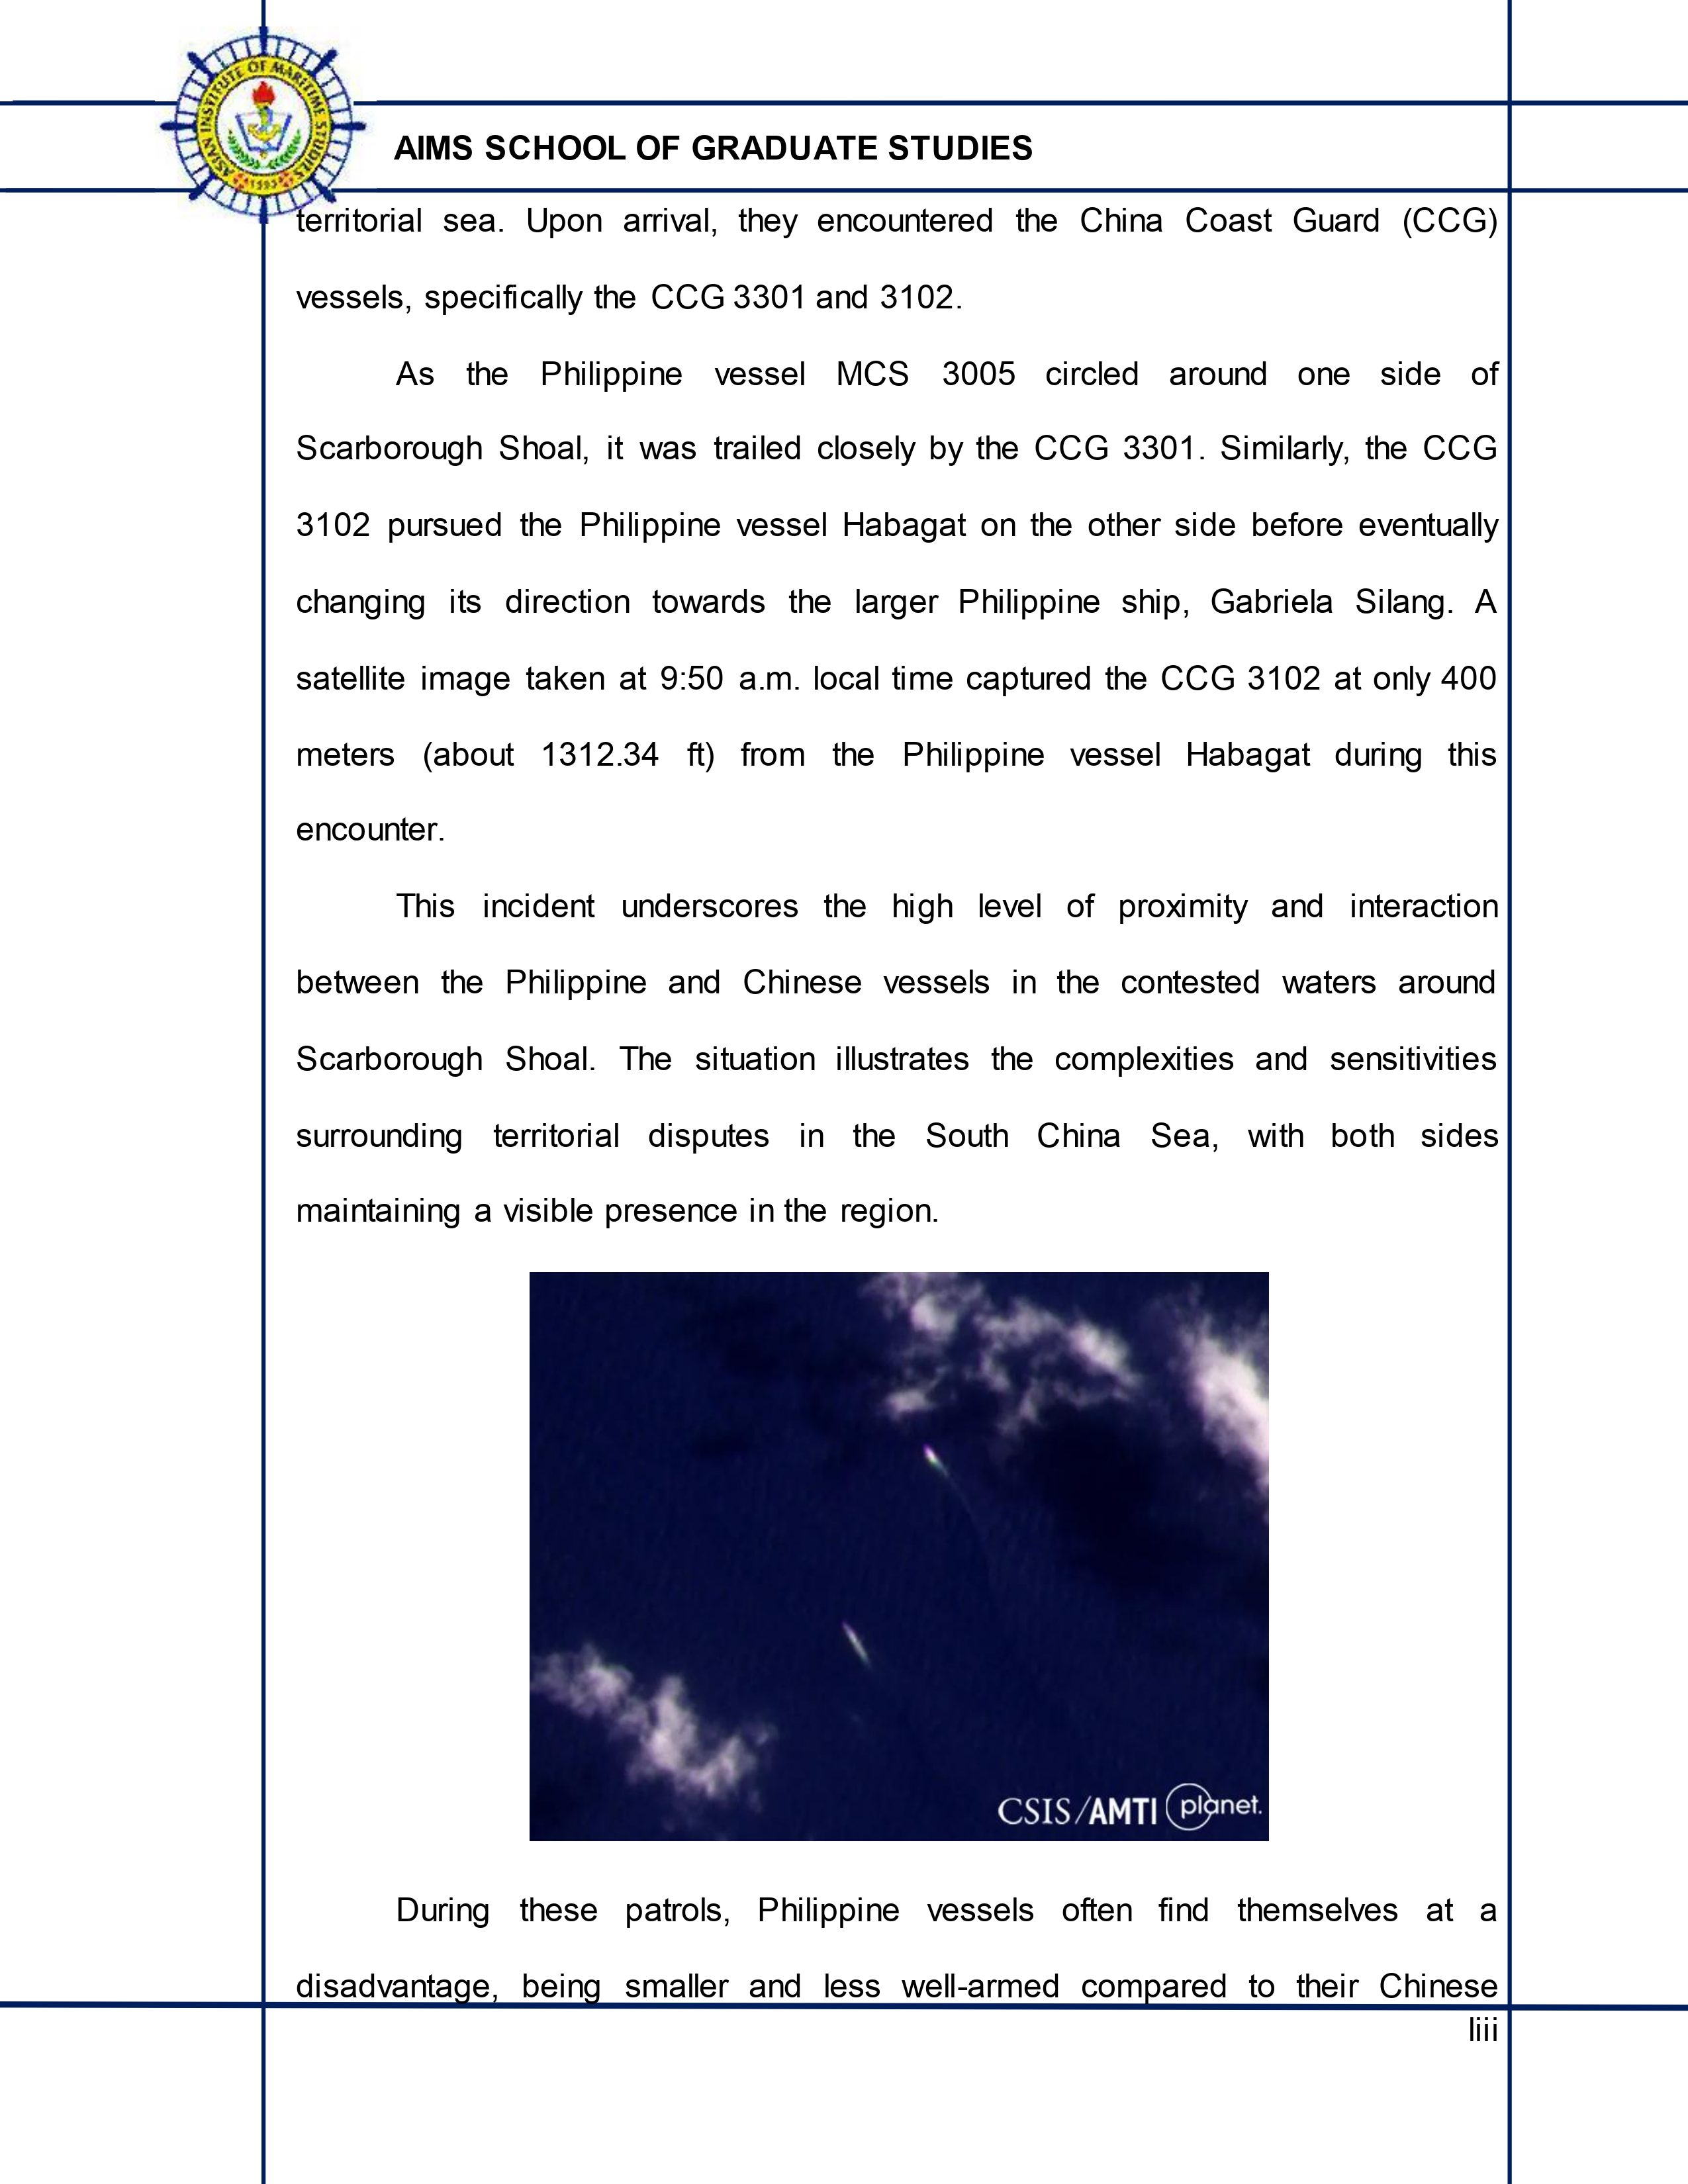 ASIAN INSTITUTE OF MARITIME STUDIES
1993
AIMS SCHOOL OF GRADUATE STUDIES
territorial sea. Upon arrival, they encountered the China Coast Guard (CCG)
vessels, specifically the CCG 3301 and 3102.
As the Philippine vessel MCS 3005 circled around one side of
Scarborough Shoal, it was trailed closely by the CCG 3301. Similarly, the CCG
3102 pursued the Philippine vessel Habagat on the other side before eventually
changing its direction towards the larger Philippine ship, Gabriela Silang. A
satellite image taken at 9:50 a.m. local time captured the CCG 3102 at only 400
meters (about 1312.34 ft) from the Philippine vessel Habagat during this
encounter.
This incident underscores the high level of proximity and interaction
between the Philippine and Chinese vessels in the contested waters around
Scarborough Shoal. The situation illustrates the complexities and sensitivities
surrounding territorial disputes in the South China Sea, with both sides
maintaining a visible presence in the region.
CSIS/AMTI planet.
During these patrols, Philippine vessels often find themselves at a
disadvantage, being smaller and less well-armed compared to their Chinese
liii